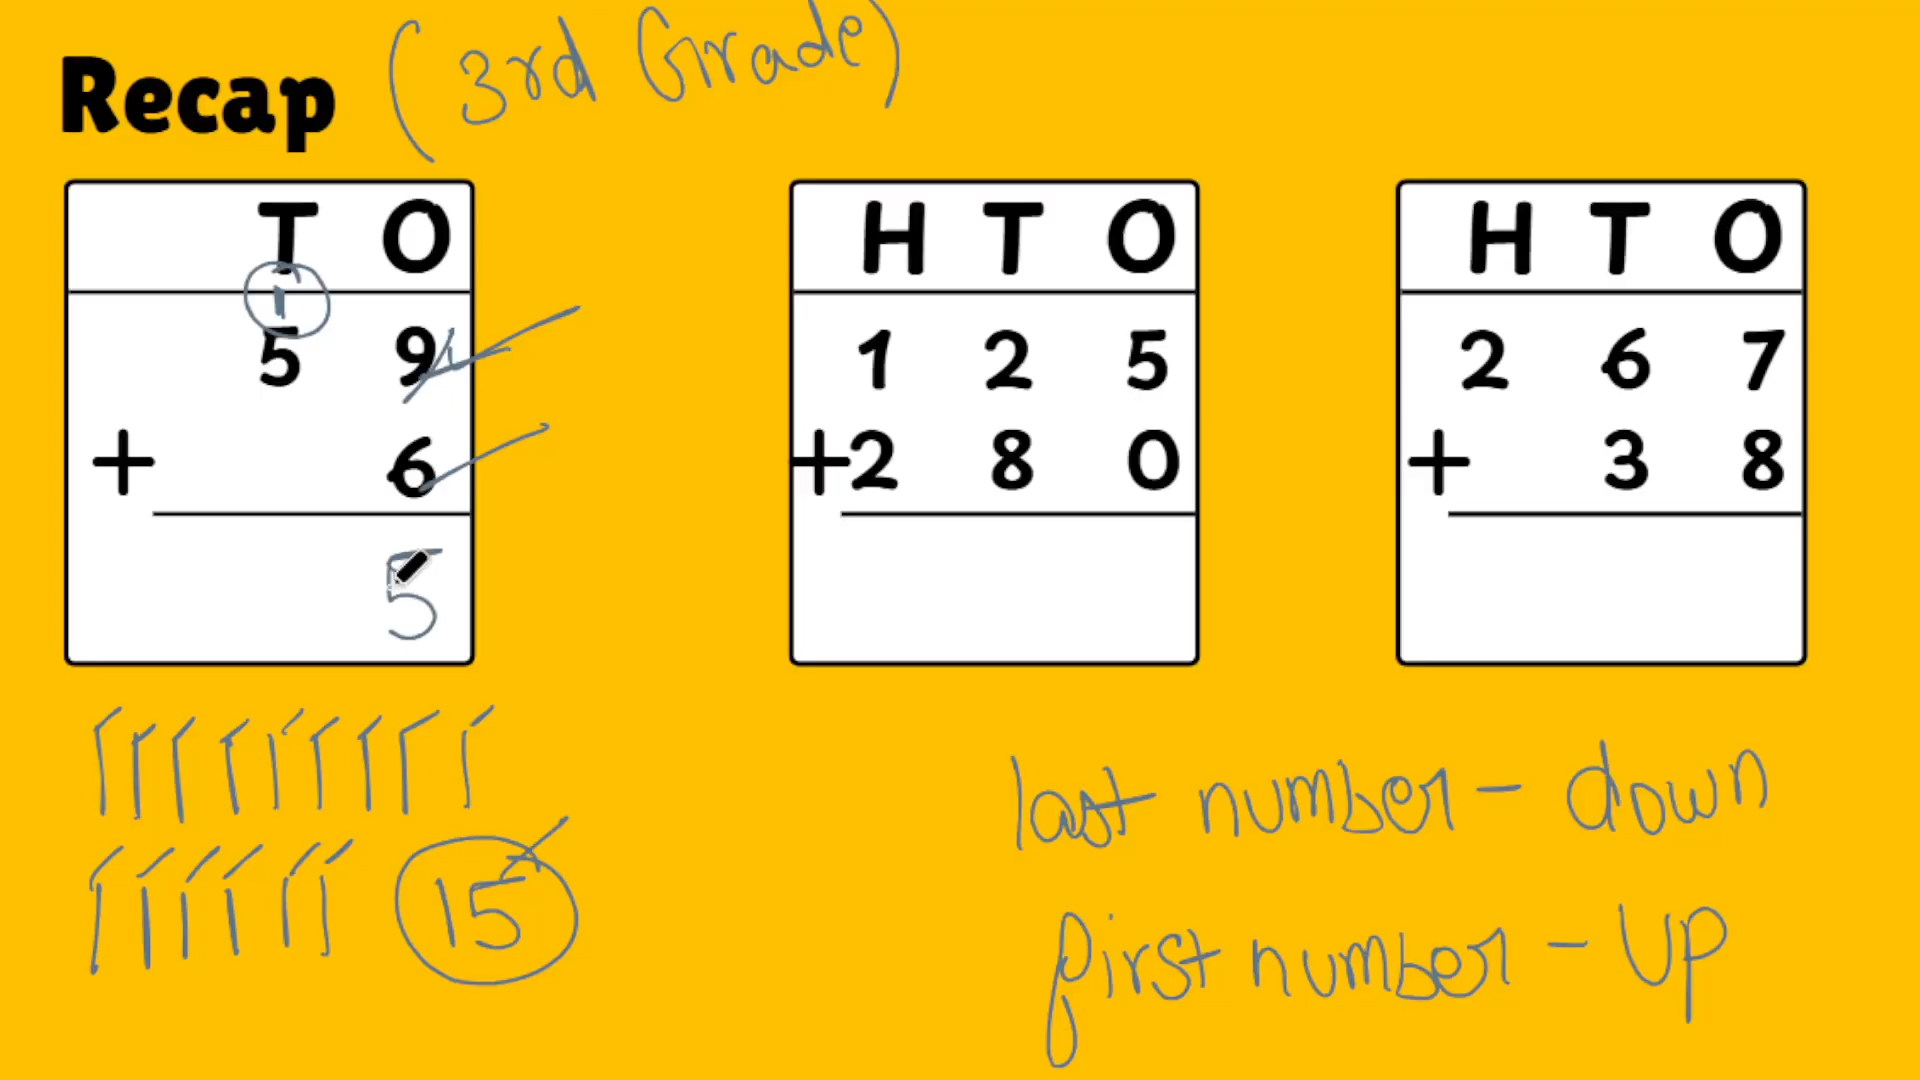 Recap (3rd Grade)
T O
1
5 9
+ 6
5
H T O
1 2 5
+2 8 0
H T O
2 6 7
+ 3 8
15
last number - down
first number - up